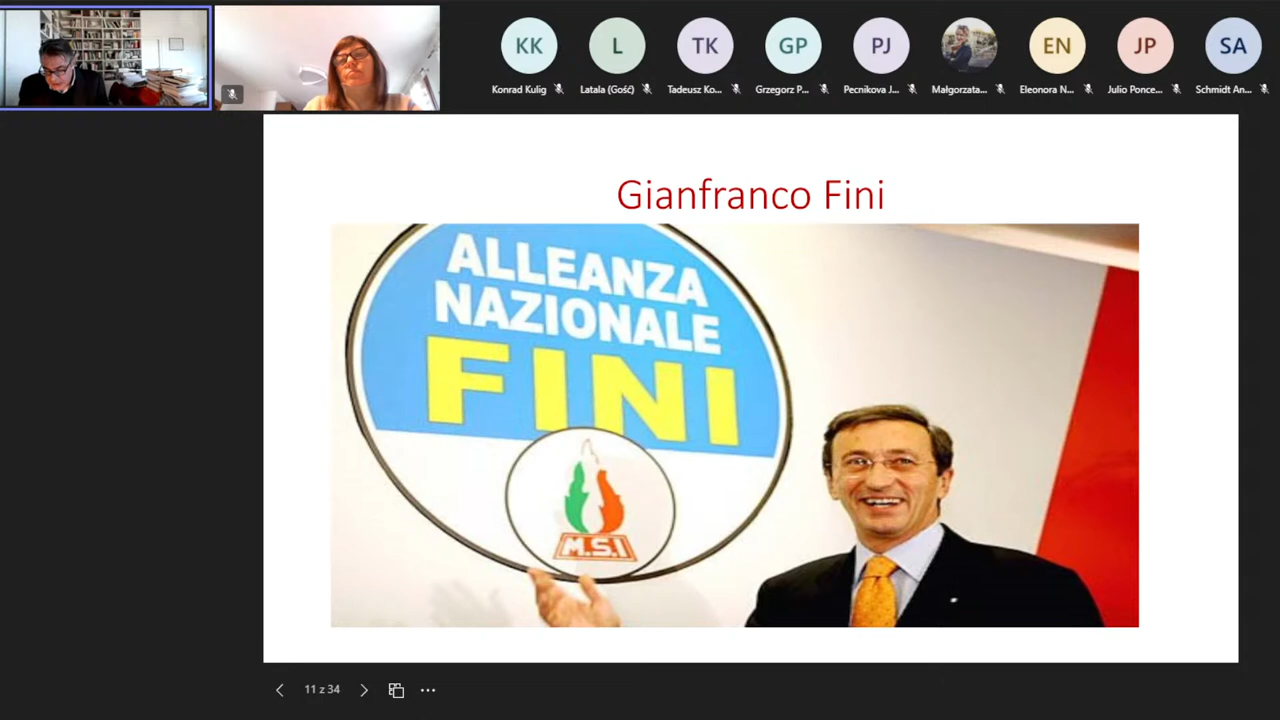 KK
L
TK
GP
PJ
EN
JP
SA
Konrad Kulig
Latala (Gość)
Tadeusz Ko...
Grzegorz P...
Pecnikova J...
Małgorzata...
Eleonora N...
Julio Ponce...
Schmidt An...
Gianfranco Fini
ALLEANZA
NAZIONALE
FINI
M.S.I
11 z 34